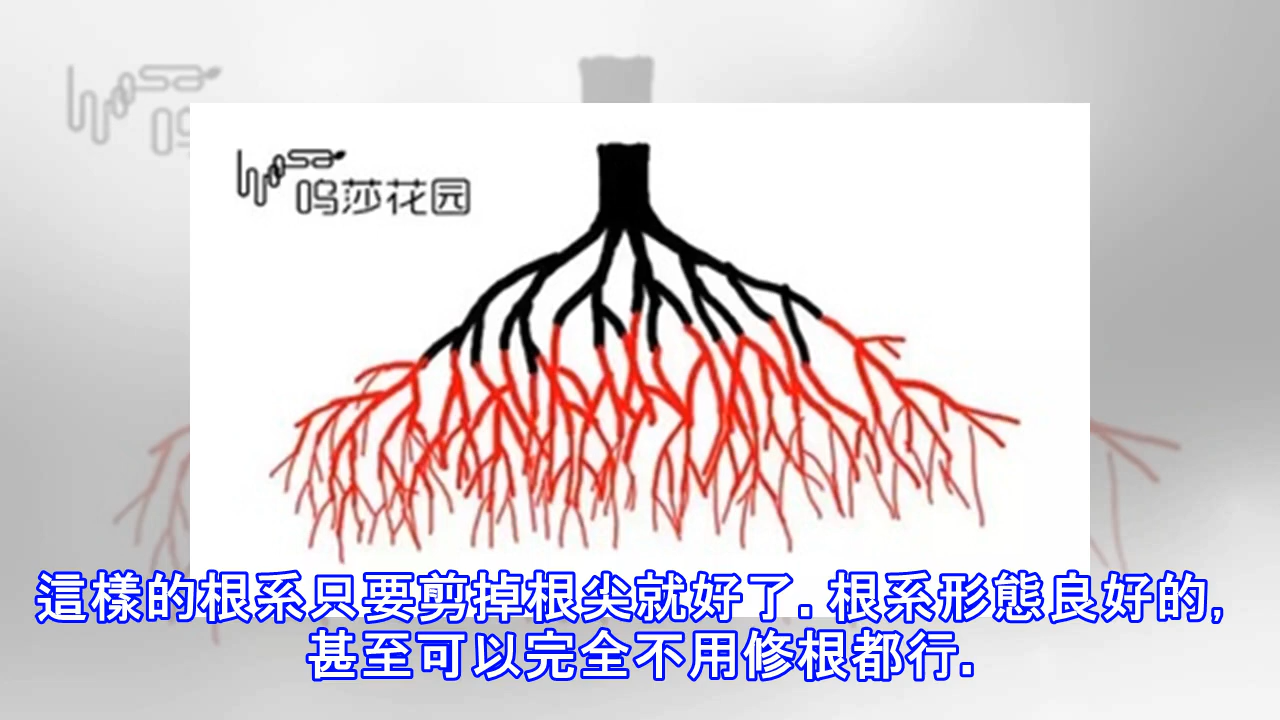 wosa
呜莎花园
這樣的根系只要剪掉根尖就好了.根系形態良好的,
甚至可以完全不用修根都行.